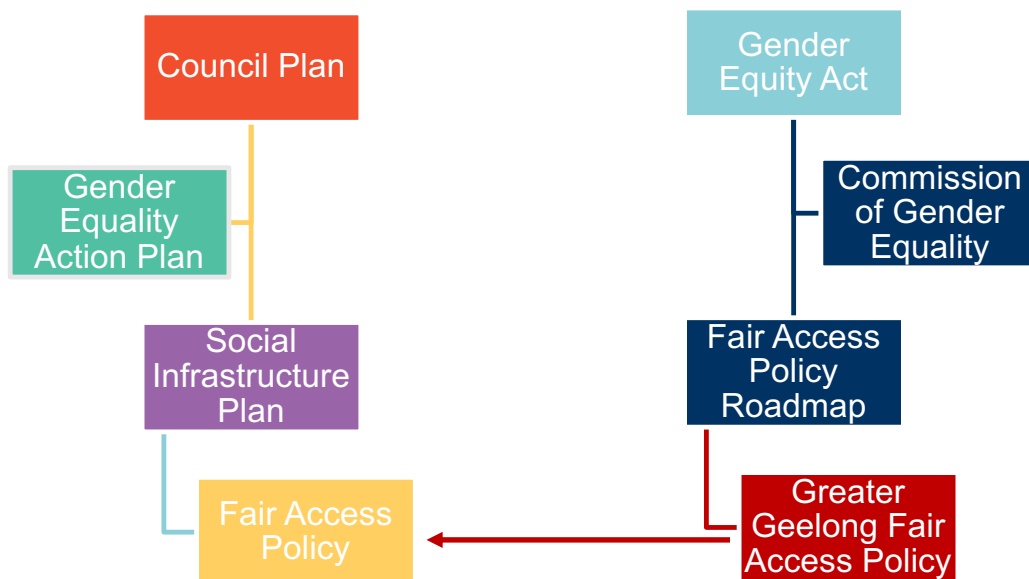 Council Plan
Gender
Equity Act
Gender
Equality
Action Plan
Commission
of Gender
Equality
Social
Infrastructure
Plan
Fair Access
Policy
Roadmap
Fair Access
Policy
Greater
Geelong Fair
Access Policy